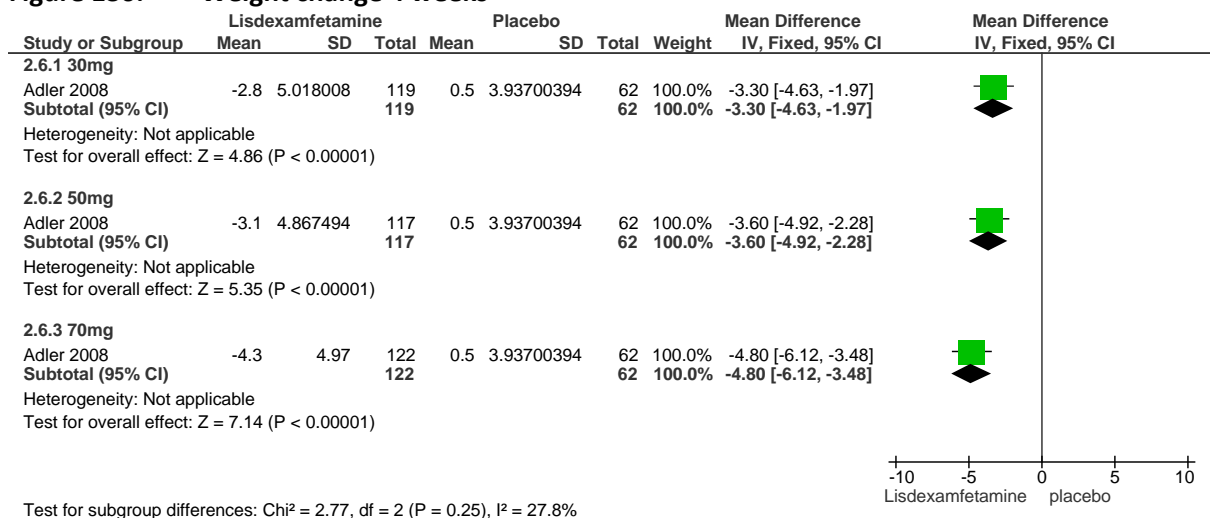 Lisdexamfetamine Placebo Mean Difference Mean Difference
Study or Subgroup Mean SD Total Mean SD Total Weight IV, Fixed, 95% CI IV, Fixed, 95% CI
2.6.1 30mg
Adler 2008 -2.8 5.018008 119 0.5 3.93700394 62 100.0% -3.30 [-4.63, -1.97]
Subtotal (95% CI) 119 62 100.0% -3.30 [-4.63, -1.97]
Heterogeneity: Not applicable
Test for overall effect: Z = 4.86 (P < 0.00001)
2.6.2 50mg
Adler 2008 -3.1 4.867494 117 0.5 3.93700394 62 100.0% -3.60 [-4.92, -2.28]
Subtotal (95% CI) 117 62 100.0% -3.60 [-4.92, -2.28]
Heterogeneity: Not applicable
Test for overall effect: Z = 5.35 (P < 0.00001)
2.6.3 70mg
Adler 2008 -4.3 4.97 122 0.5 3.93700394 62 100.0% -4.80 [-6.12, -3.48]
Subtotal (95% CI) 122 62 100.0% -4.80 [-6.12, -3.48]
Heterogeneity: Not applicable
Test for overall effect: Z = 7.14 (P < 0.00001)
-10 -5 0 5 10
Lisdexamfetamine placebo
Test for subgroup differences: Chi² = 2.77, df = 2 (P = 0.25), I² = 27.8%